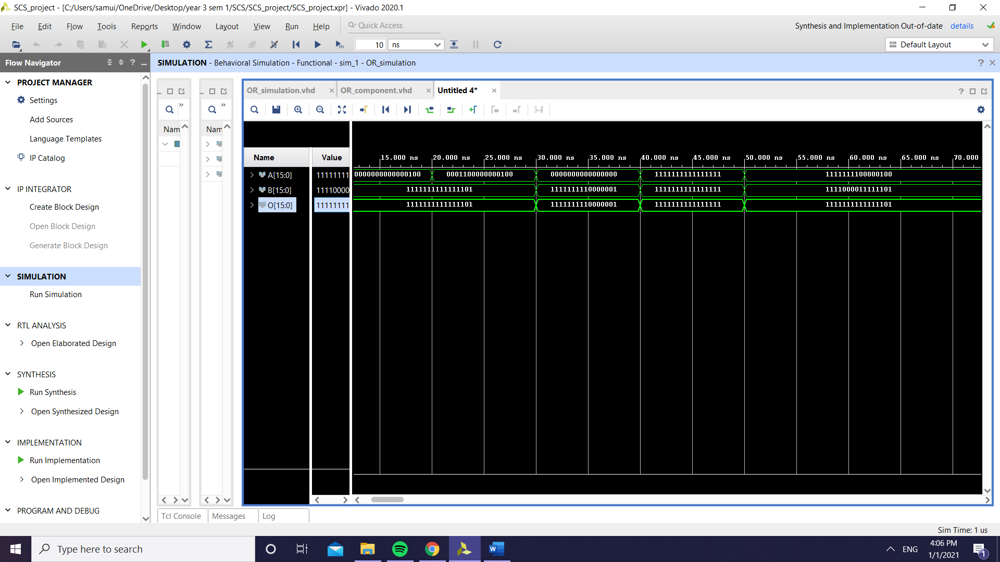 SCS_project - [C:/Users/samui/OneDrive/Desktop/year 3 sem 1/SCS/SCS_project/SCS_project.xpr] - Vivado 2020.1
File Edit Flow Tools Reports Window Layout View Run Help Quick Access
Synthesis and Implementation Out-of-date details
10 ns
Default Layout
Flow Navigator
SIMULATION - Behavioral Simulation - Functional - sim_1 - OR_simulation
PROJECT MANAGER
Settings
Add Sources
Language Templates
IP Catalog
IP INTEGRATOR
Create Block Design
Open Block Design
Generate Block Design
SIMULATION
Run Simulation
RTL ANALYSIS
Open Elaborated Design
SYNTHESIS
Run Synthesis
Open Synthesized Design
IMPLEMENTATION
Run Implementation
Open Implemented Design
PROGRAM AND DEBUG
Nam
Nam
OR_simulation.vhd OR_component.vhd Untitled 4*
Name Value
15.000 ns 20.000 ns 25.000 ns 30.000 ns 35.000 ns 40.000 ns 45.000 ns 50.000 ns 55.000 ns 60.000 ns 65.000 ns 70.000
A[15:0] 11111111 0000000000000100 0001100000000100 0000000000000000 1111111111111111 1111111100000100
B[15:0] 11110000 1111111111111101 1111111110000001 1111111111111111 1111000011111101
O[15:0] 11111111 1111111111111101 1111111110000001 1111111111111111 1111111111111101
Tcl Console Messages Log
Sim Time: 1 us
Type here to search
ENG
4:06 PM
1/1/2021
1